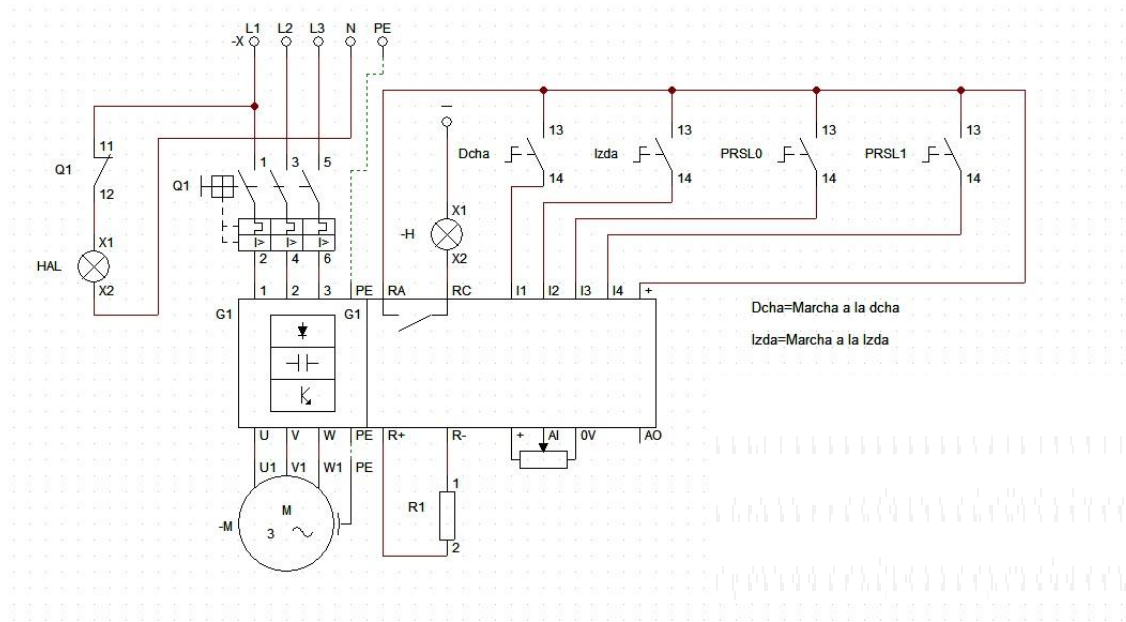 L1 L2 L3 N PE
-X
11
Q1
12
X1
HAL
X2
1 3 5
Q1
I> I> I>
2 4 6
X1
-H
X2
13 13 13 13
Dcha Izda PRSL0 PRSL1
14 14 14 14
1 2 3 PE RA RC I1 I2 I3 I4 +
G1 G1
Dcha=Marcha a la dcha
Izda=Marcha a la Izda
U V W PE R+ R- + AI 0V AO
U1 V1 W1 PE
-M
M
3
1
R1
2